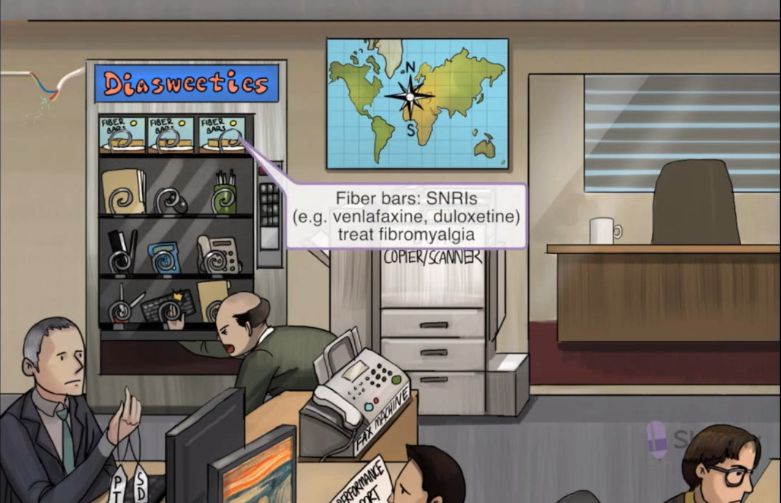 Diasweeties
FIBER
BARS
FIBER
BARS
FIBER
BARS
N
S
Fiber bars: SNRIs
(e.g. venlafaxine, duloxetine)
treat fibromyalgia
COPIER/SCANNER
FAX MACHINE
PERFORMANCE
PT
SD